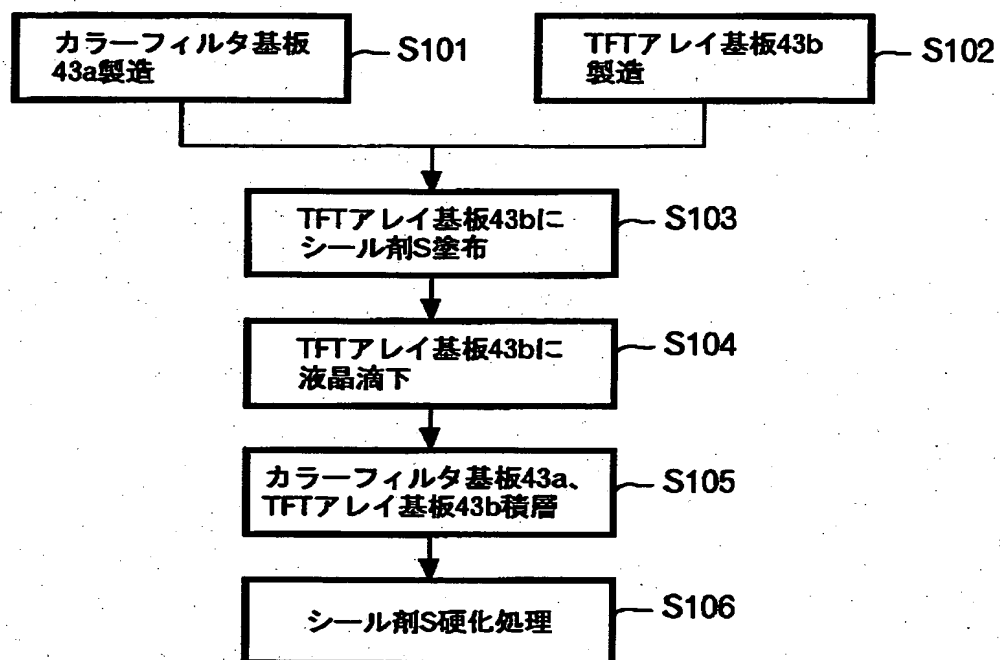 カラーフィルタ基板
43a製造
S101
TFTアレイ基板43b
製造
S102
TFTアレイ基板43bに
シール剤S塗布
S103
TFTアレイ基板43bに
液晶滴下
S104
カラーフィルタ基板43a、
TFTアレイ基板43b積層
S105
シール剤S硬化処理
S106